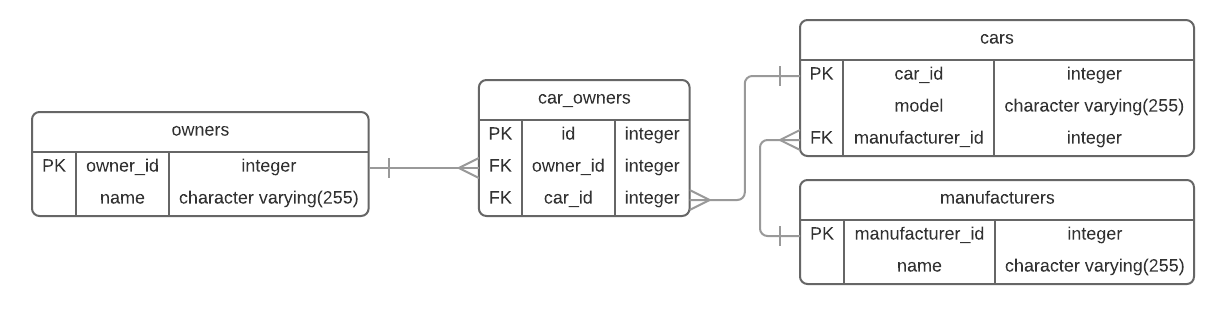 owners
PK owner_id integer
name character varying(255)
car_owners
PK id integer
FK owner_id integer
FK car_id integer
cars
PK car_id integer
model character varying(255)
FK manufacturer_id integer
manufacturers
PK manufacturer_id integer
name character varying(255)